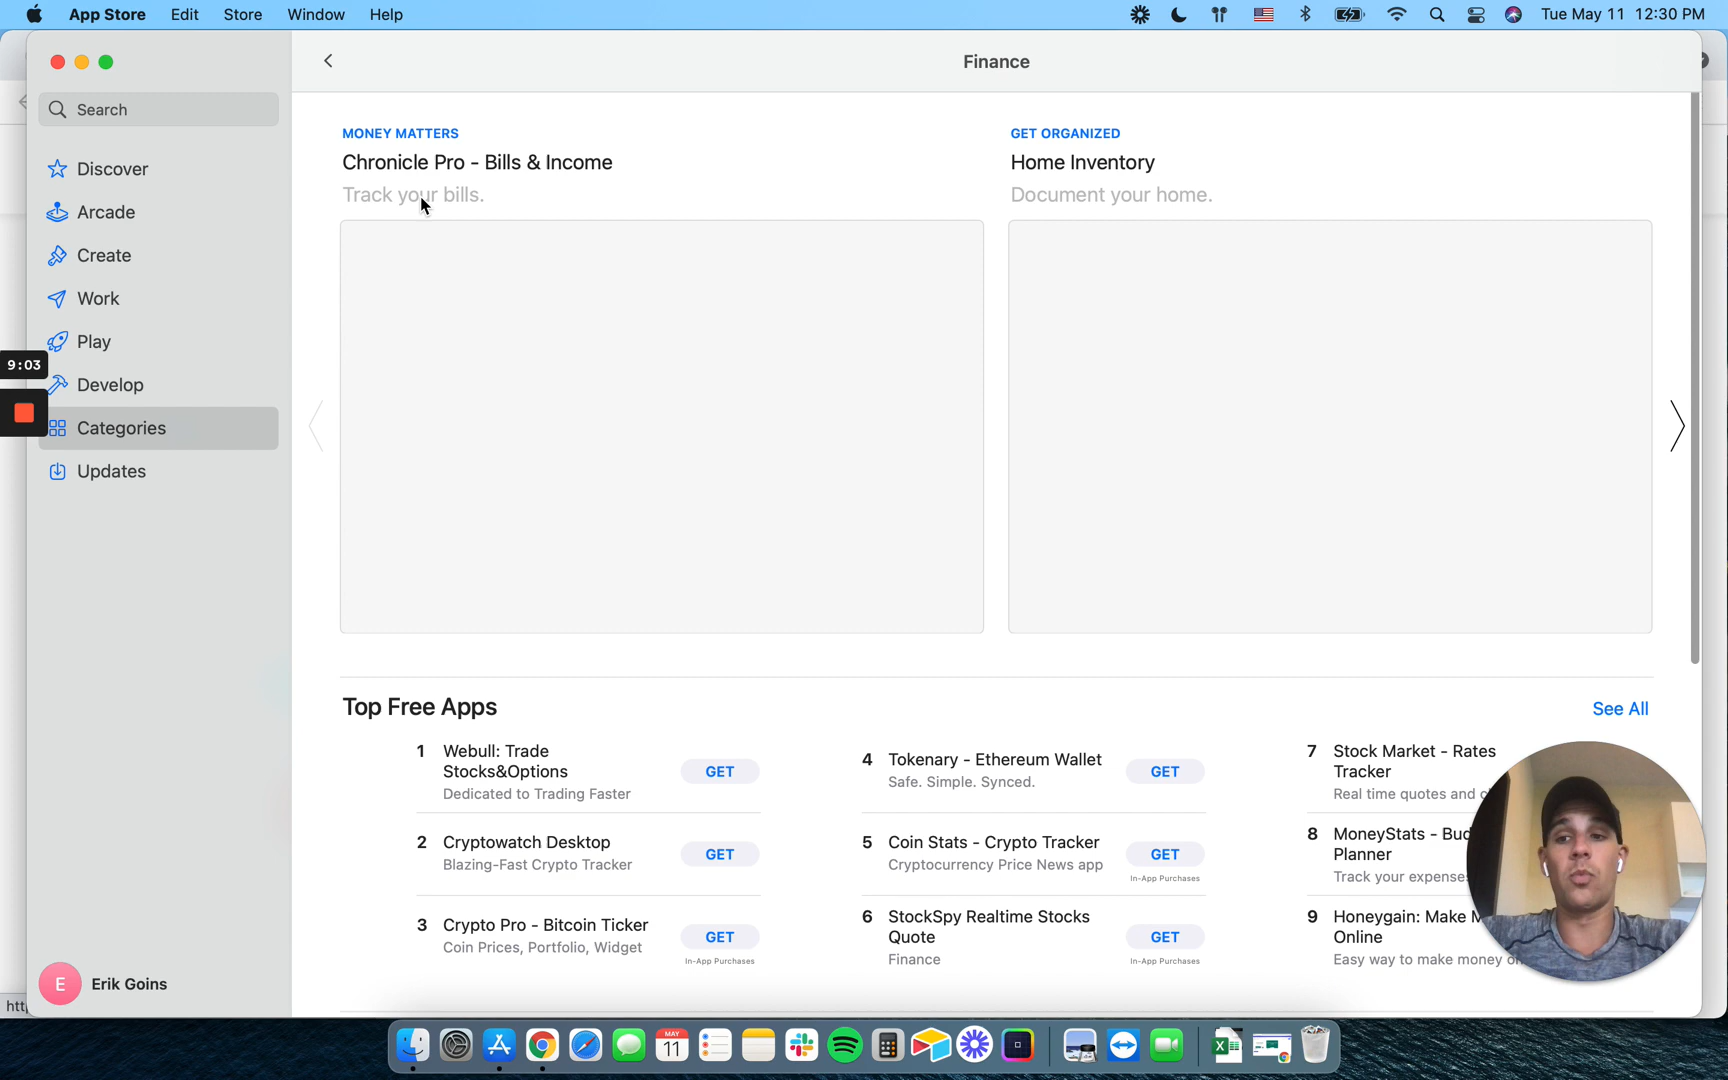 App Store Edit Store Window Help
Tue May 11 12:30 PM
Finance
Search
Discover
Arcade
Create
Work
Play
9:03
Develop
Categories
Updates
MONEY MATTERS
Chronicle Pro - Bills & Income
Track your bills.
GET ORGANIZED
Home Inventory
Document your home.
Top Free Apps
See All
1 Webull: Trade
Stocks&Options
Dedicated to Trading Faster
GET
2 Cryptowatch Desktop
Blazing-Fast Crypto Tracker
GET
3 Crypto Pro - Bitcoin Ticker
Coin Prices, Portfolio, Widget
GET
In-App Purchases
4 Tokenary - Ethereum Wallet
Safe. Simple. Synced.
GET
5 Coin Stats - Crypto Tracker
Cryptocurrency Price News app
GET
In-App Purchases
6 StockSpy Realtime Stocks
Quote
Finance
GET
In-App Purchases
7 Stock Market - Rates
Tracker
Real time quotes and
8 MoneyStats -
Planner
Track your expenses
9 Honeygain: Make
Online
Easy way to make money
E
Erik Goins
MAY
11